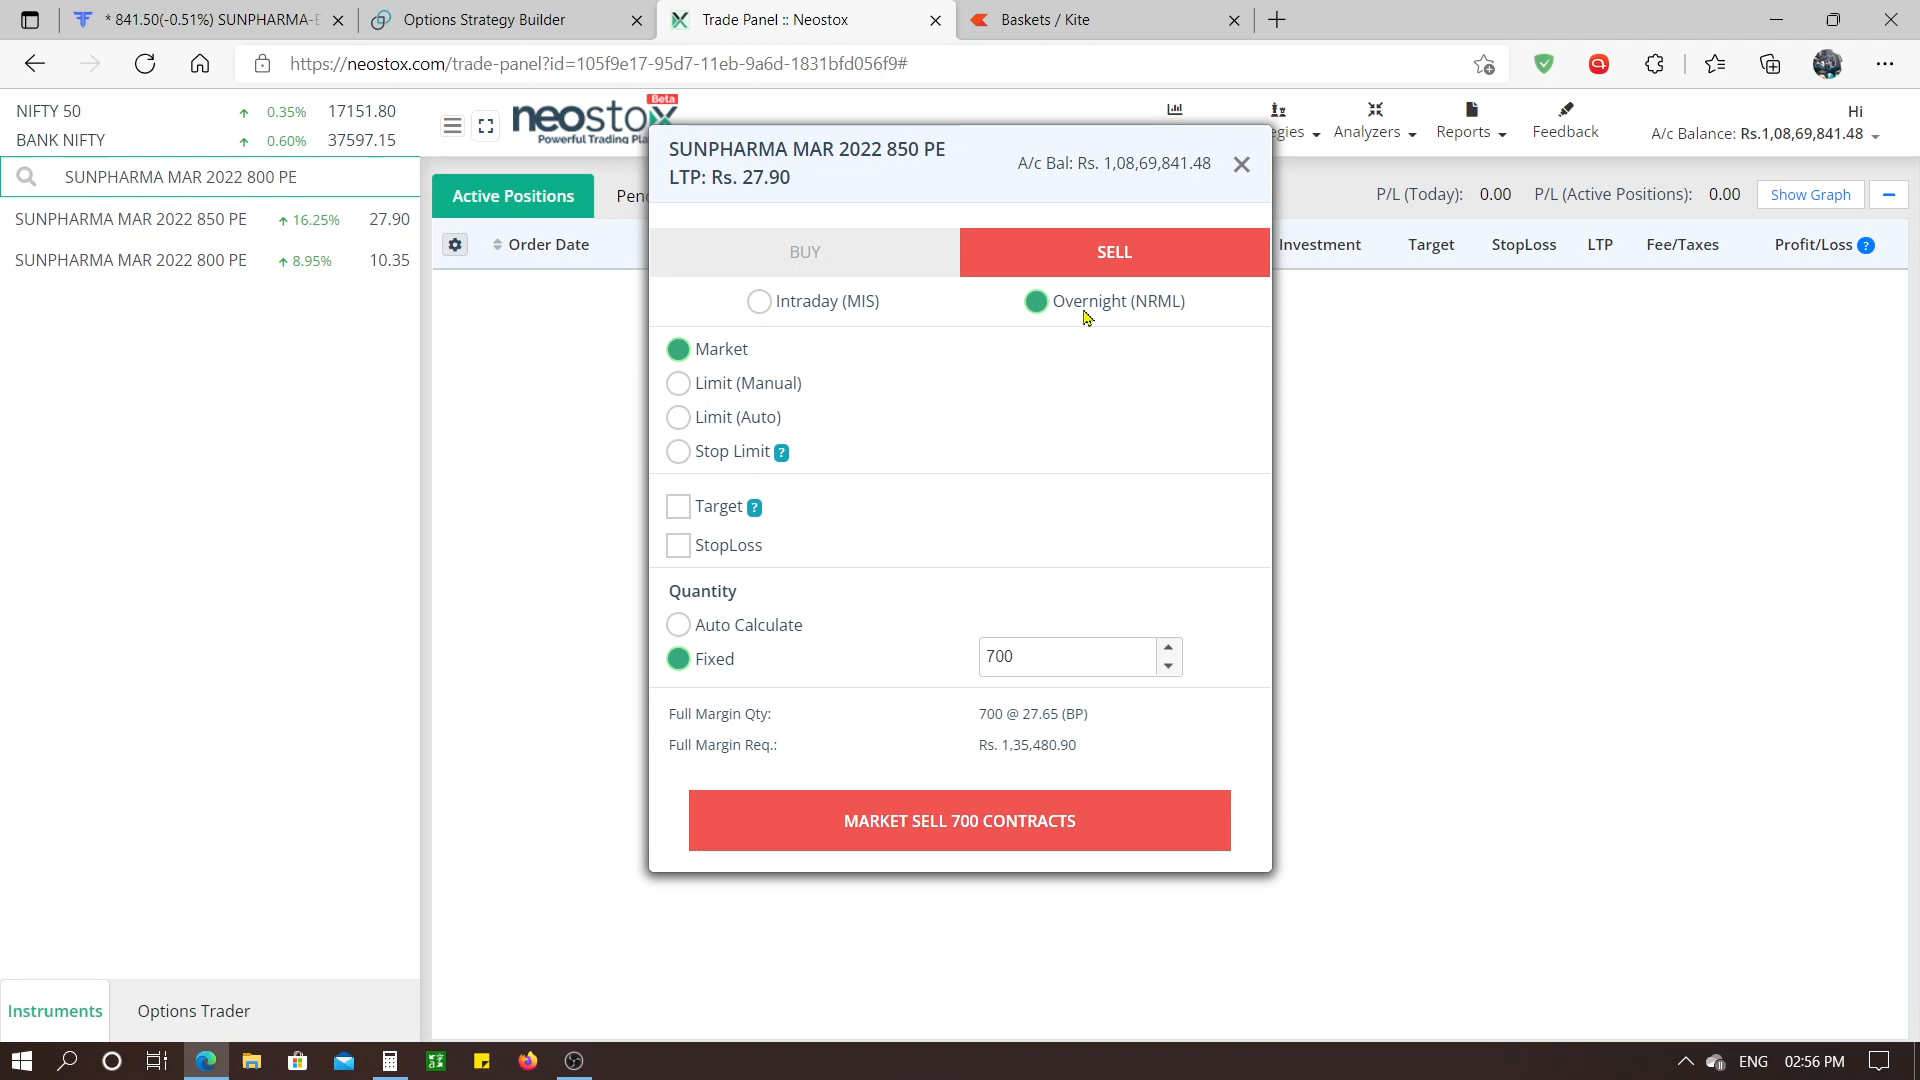 * 841.50(-0.51%) SUNPHARMA-E
Options Strategy Builder
Trade Panel :: Neostox
Baskets / Kite
https://neostox.com/trade-panel?id=105f9e17-95d7-11eb-9a6d-1831bfd056f9#
NIFTY 50 0.35% 17151.80
BANK NIFTY 0.60% 37597.15
SUNPHARMA MAR 2022 800 PE
SUNPHARMA MAR 2022 850 PE 16.25% 27.90
SUNPHARMA MAR 2022 800 PE 8.95% 10.35
Instruments
Options Trader
neostox
Beta
Powerful Trading Pla
egies
Analyzers
Reports
Feedback
Hi
A/c Balance: Rs.1,08,69,841.48
Active Positions
Pen
P/L (Today): 0.00
P/L (Active Positions): 0.00
Show Graph
Order Date
Investment
Target
StopLoss
LTP
Fee/Taxes
Profit/Loss ?
SUNPHARMA MAR 2022 850 PE
LTP: Rs. 27.90
A/c Bal: Rs. 1,08,69,841.48
BUY
SELL
Intraday (MIS)
Overnight (NRML)
Market
Limit (Manual)
Limit (Auto)
Stop Limit ?
Target ?
StopLoss
Quantity
Auto Calculate
Fixed
700
Full Margin Qty: 700 @ 27.65 (BP)
Full Margin Req.: Rs. 1,35,480.90
MARKET SELL 700 CONTRACTS
ENG
02:56 PM